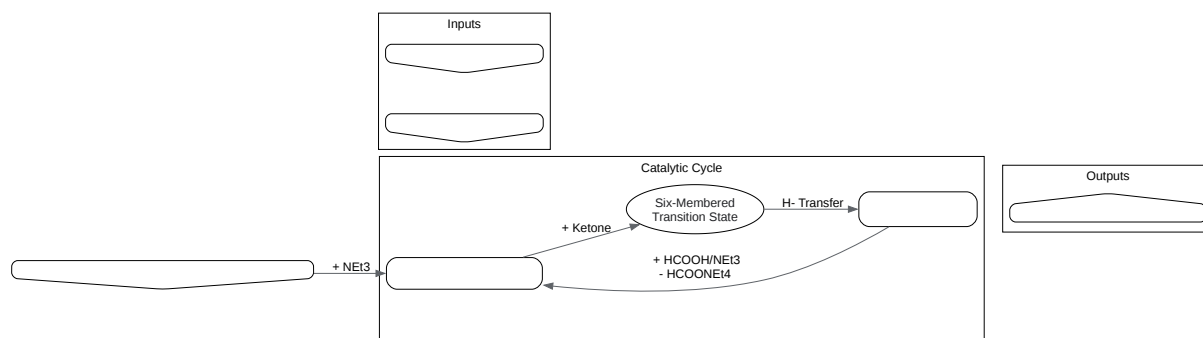 Inputs
Catalytic Cycle
Outputs
Six-Membered
Transition State
H- Transfer
+ Ketone
+ HCOOH/NEt3
- HCOONEt4
+ NEt3